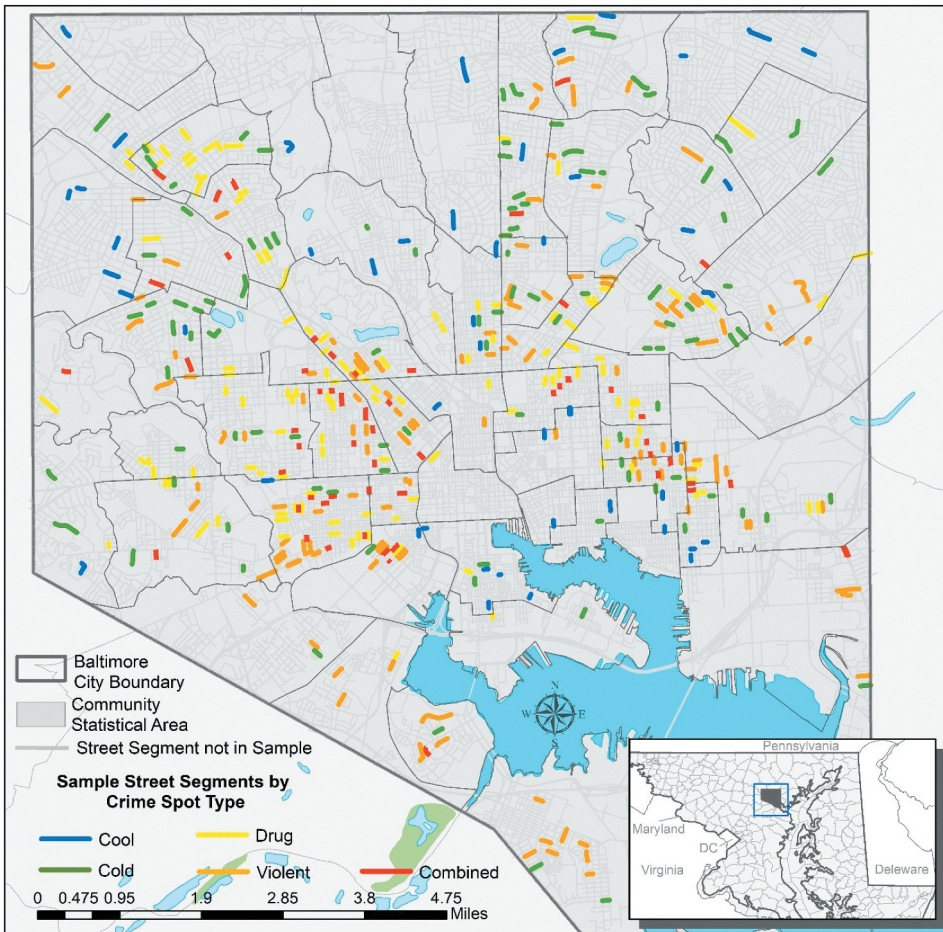 N
W E
S
Baltimore
City Boundary
Community
Statistical Area
Street Segment not in Sample
Sample Street Segments by
Crime Spot Type
Cool
Drug
Cold
Violent
Combined
0 0.475 0.95 1.9 2.85 3.8 4.75
Miles
Pennsylvania
Maryland
DC
Virginia
Deleware